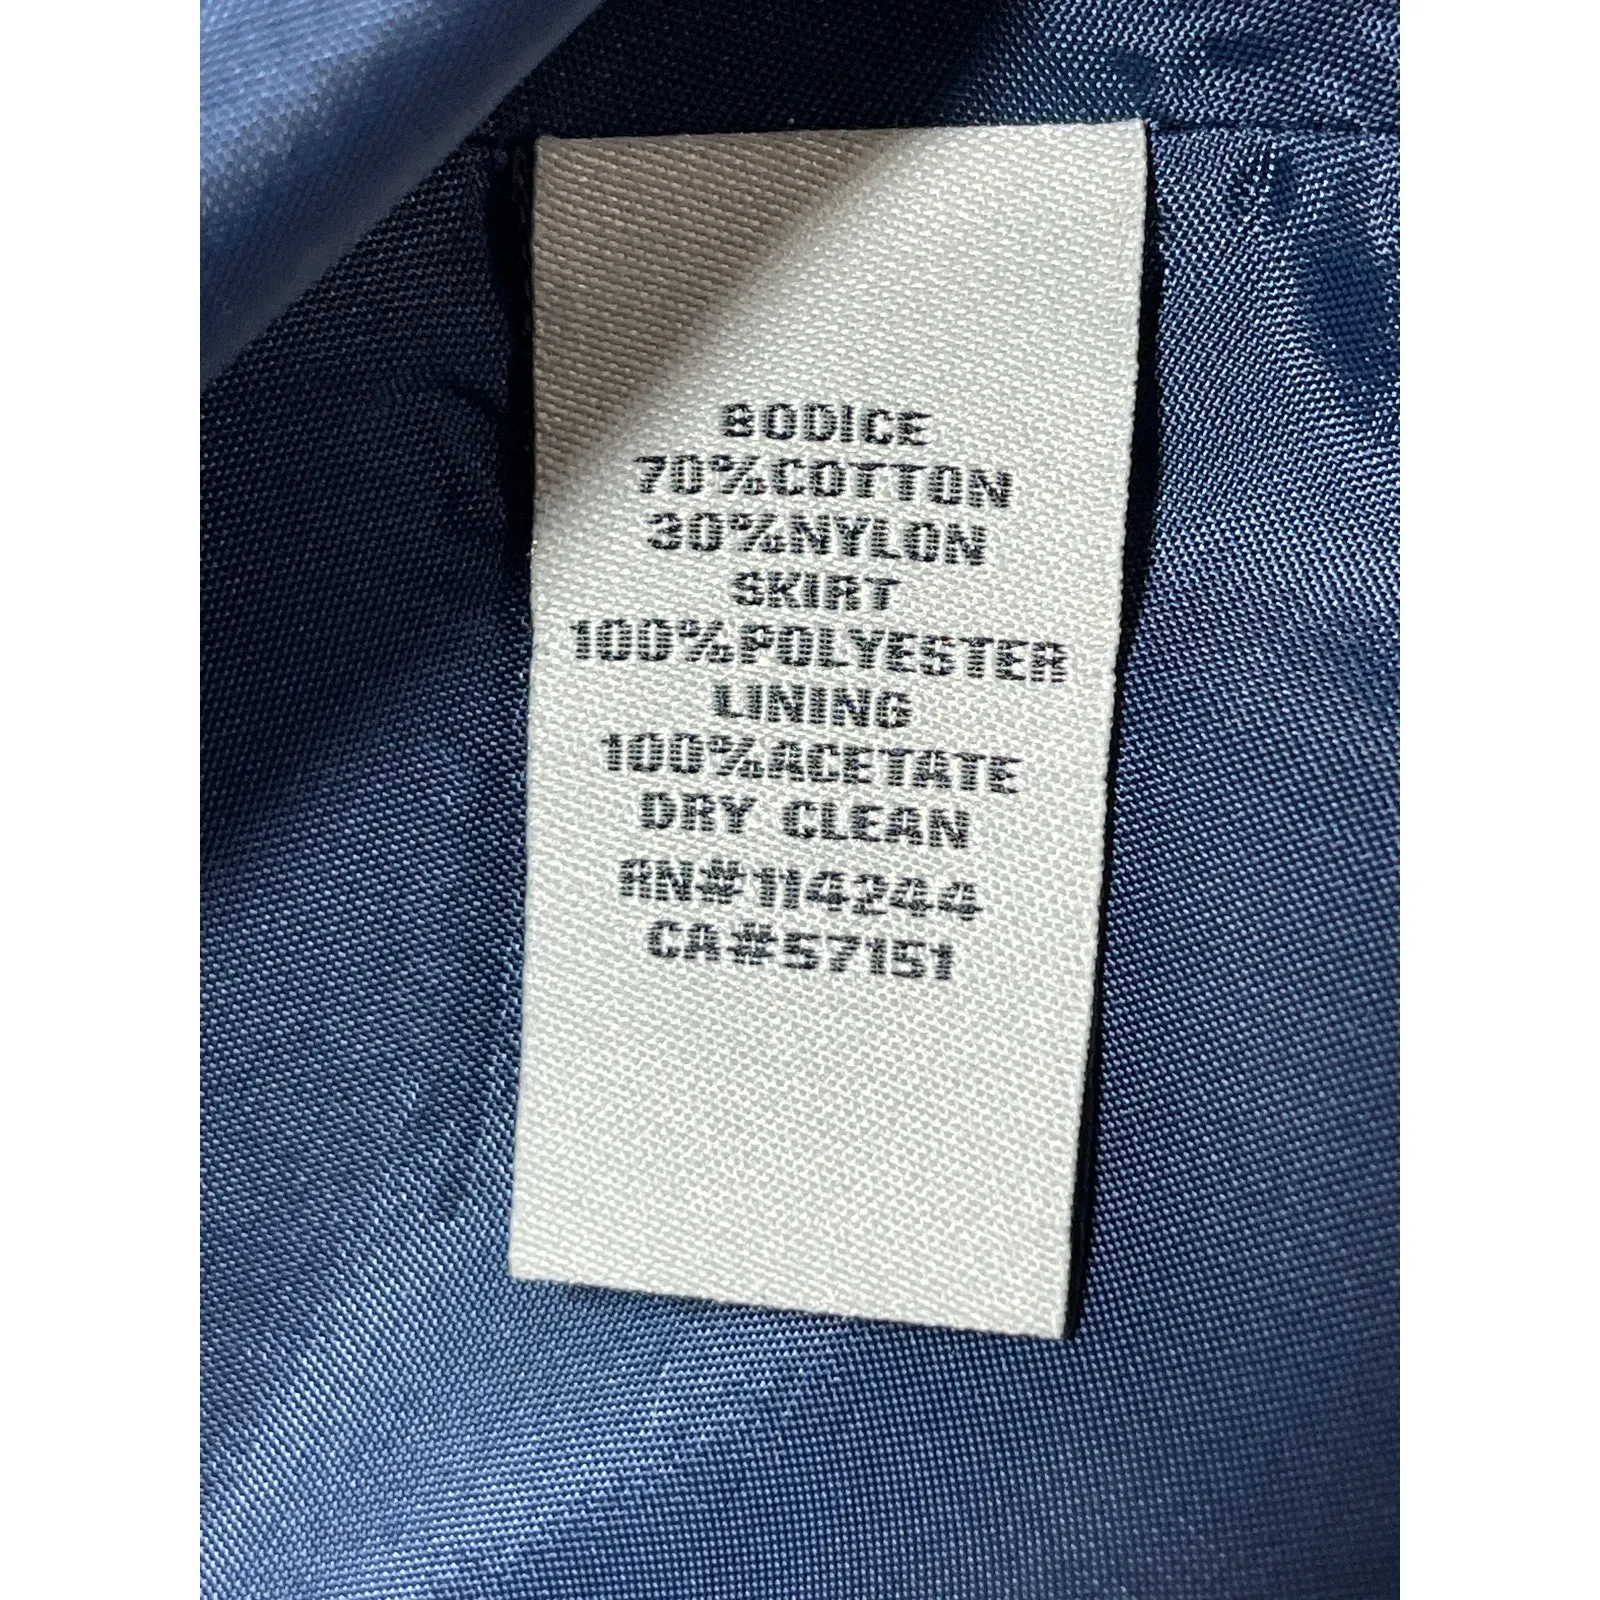 BODICE
70%COTTON
30%NYLON
SKIRT
100%POLYESTER
LINING
100%ACETATE
DRY CLEAN
RN#114244
CA#57151